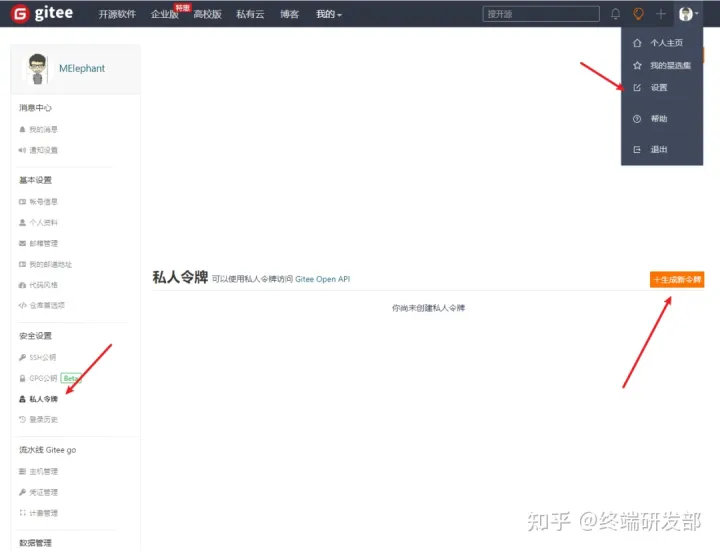 gitee
开源软件 企业版 特惠 高校版 私有云 博客 我的
搜开源
个人主页
我的星选集
设置
帮助
退出
MElephant
消息中心
我的消息
通知设置
基本设置
帐号信息
个人资料
邮箱管理
我的邮递地址
代码风格
仓库首选项
安全设置
SSH公钥
GPG公钥 Beta
私人令牌
登录历史
流水线 Gitee go
主机管理
凭证管理
计量管理
数据管理
私人令牌 可以使用私人令牌访问 Gitee Open API
+生成新令牌
你尚未创建私人令牌
知乎 @终端研发部